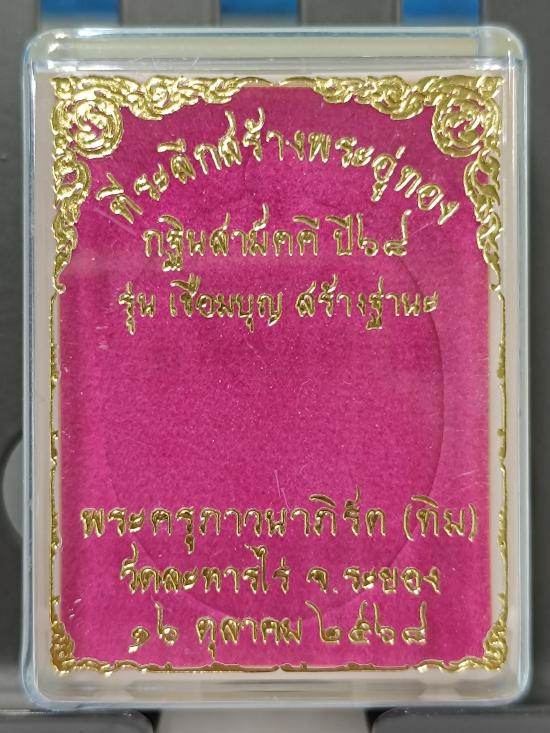 ที่ระลึกสร้างพระอู่ทอง
กฐินสามัคคี ปี๖๘
รุ่น เชื่อมบุญ สร้างฐานะ
พระครูภาวนาภิรัต (ทิม)
วัดละหารไร่ จ.ระยอง
๑๖ ตุลาคม ๒๕๖๘